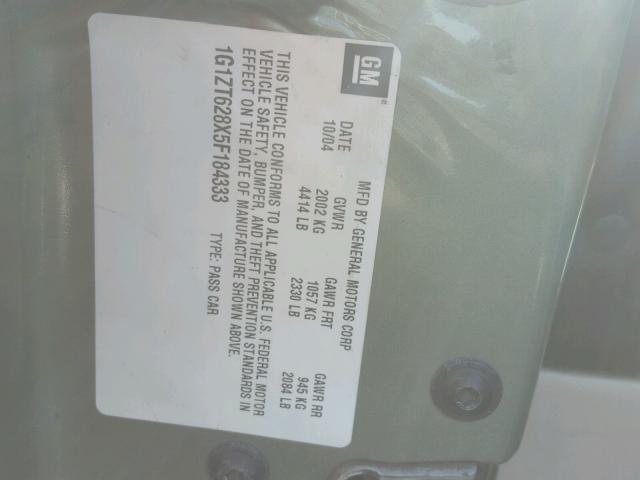 GM
MFD BY GENERAL MOTORS CORP
DATE GVWR GAWR FRT GAWR RR
10/04 2002 KG 1057 KG 945 KG
4414 LB 2330 LB 2084 LB
THIS VEHICLE CONFORMS TO ALL APPLICABLE U.S. FEDERAL MOTOR
VEHICLE SAFETY, BUMPER, AND THEFT PREVENTION STANDARDS IN
EFFECT ON THE DATE OF MANUFACTURE SHOWN ABOVE.
1G1ZT628X5F184333 TYPE: PASS CAR